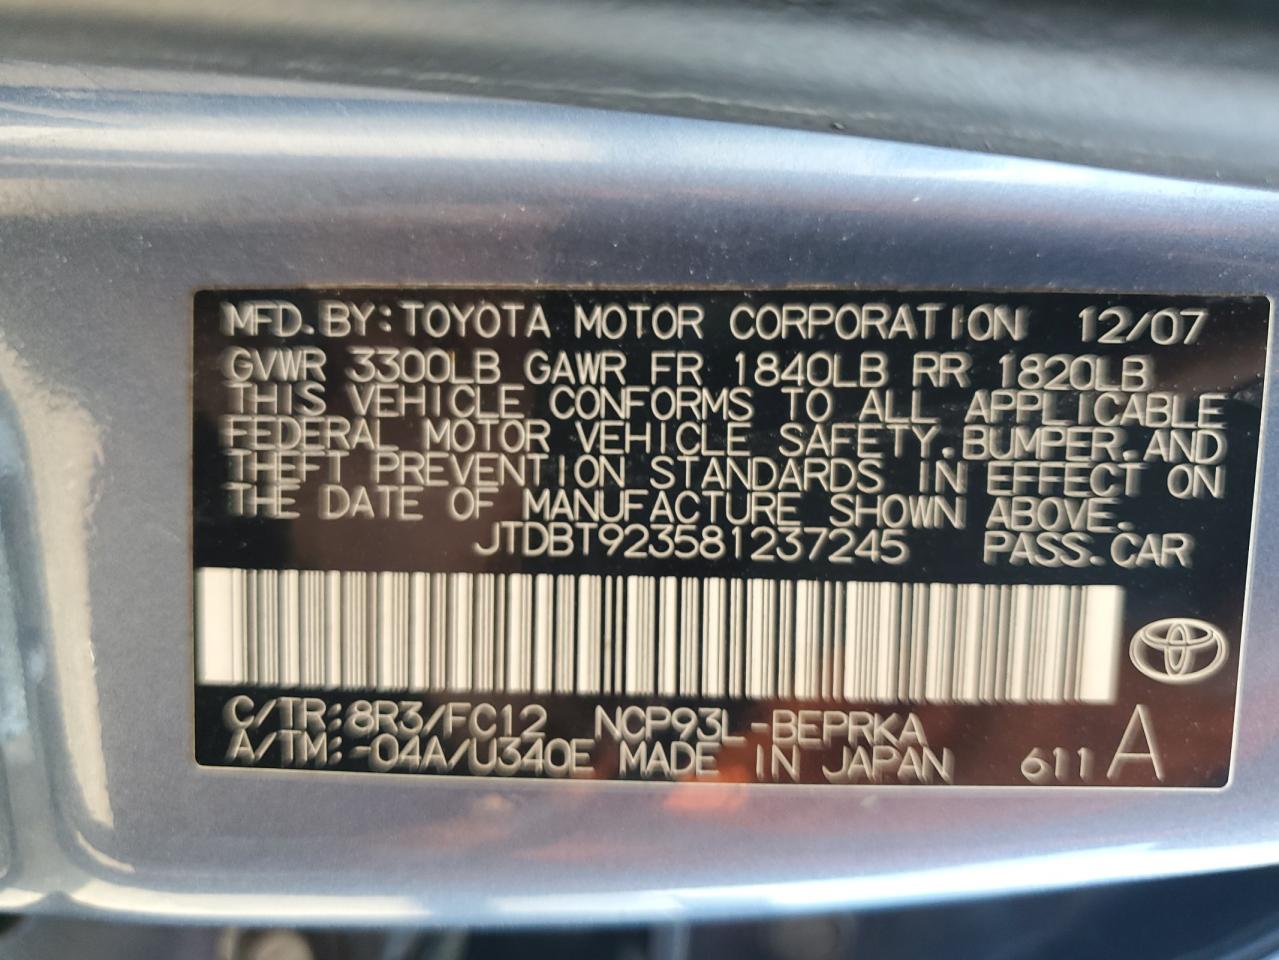 MFD.BY:TOYOTA MOTOR CORPORATION 12/07
GVWR 3300LB GAWR FR 1840LB RR 1820LB
THIS VEHICLE CONFORMS TO ALL APPLICABLE
FEDERAL MOTOR VEHICLE SAFETY.BUMPER.AND
THEFT PREVENTION STANDARDS IN EFFECT ON
THE DATE OF MANUFACTURE SHOWN ABOVE.
JTDBT923581237245 PASS.CAR
C/TR:8R3/FC12 NCP93L-BEPRKA
A/TM:-04A/U340E MADE IN JAPAN 611 A